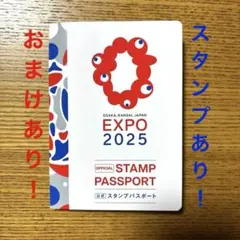 スタンプあり！
おまけあり！
OSAKA, KANSAI, JAPAN
EXPO
2025
OFFICIAL STAMP
PASSPORT
公式 スタンプパスポート